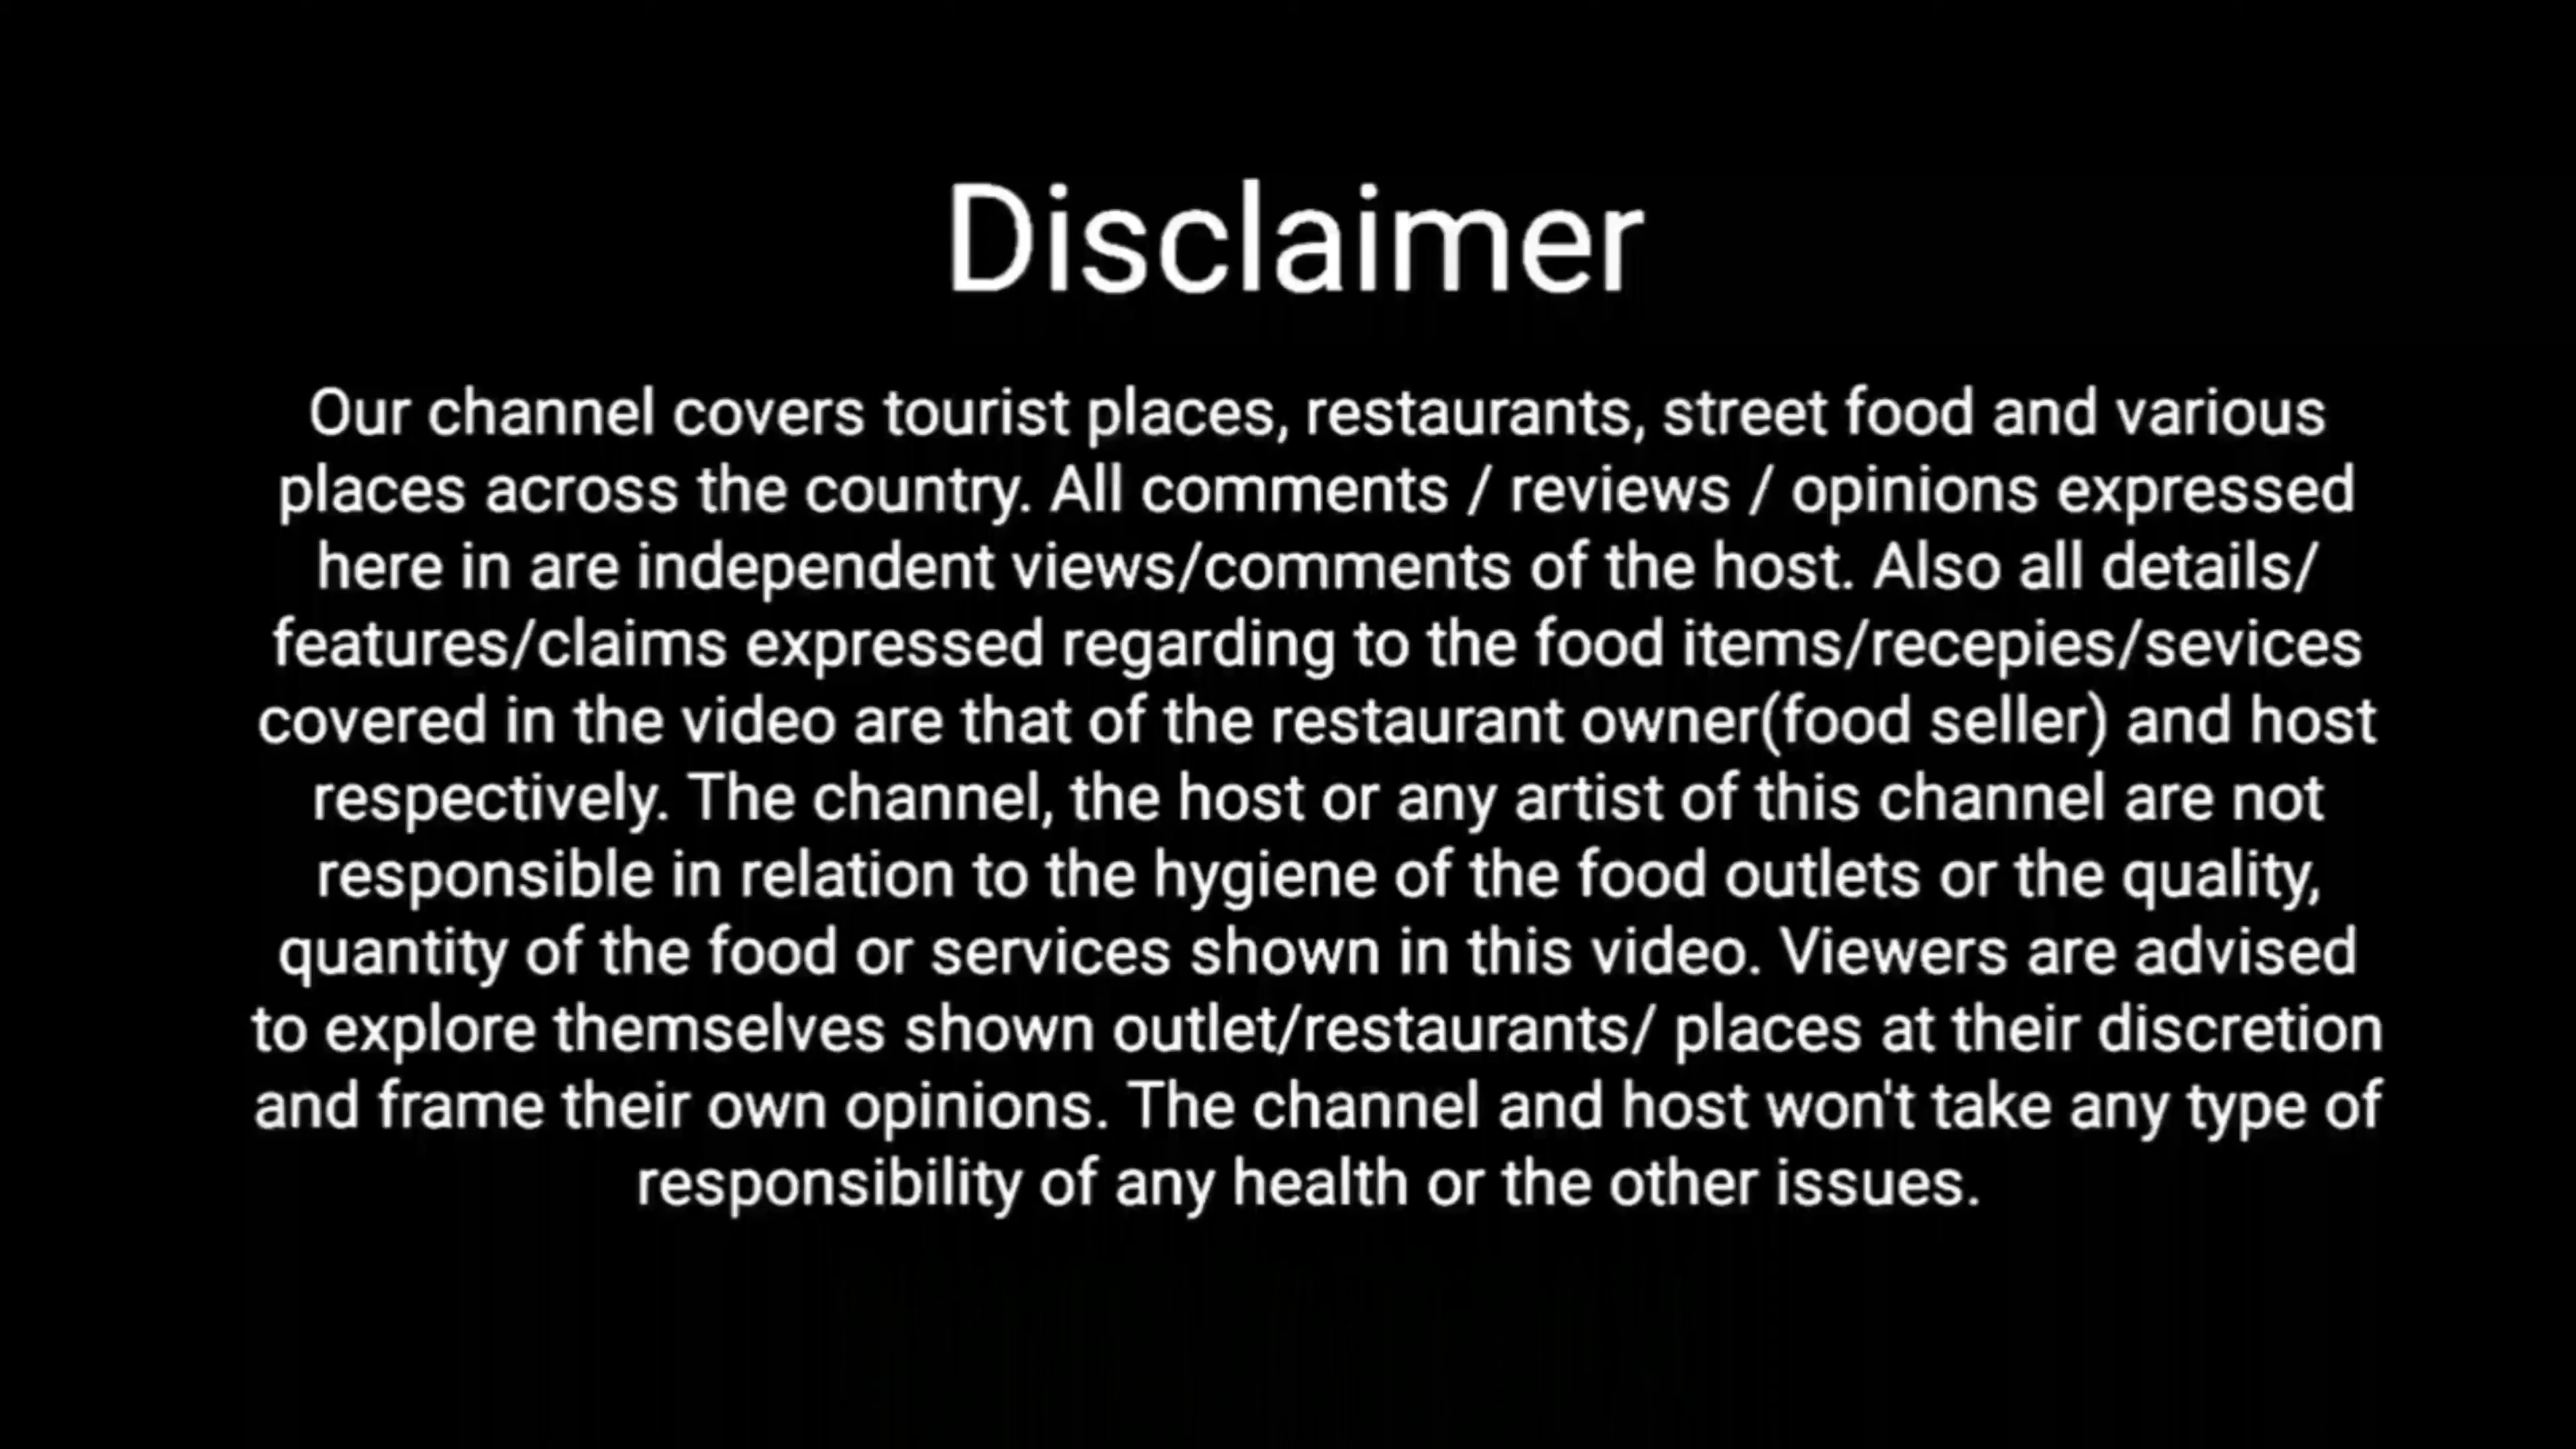 Disclaimer
Our channel covers tourist places, restaurants, street food and various
places across the country. All comments / reviews / opinions expressed
here in are independent views/comments of the host. Also all details/
features/claims expressed regarding to the food items/recepies/sevices
covered in the video are that of the restaurant owner(food seller) and host
respectively. The channel, the host or any artist of this channel are not
responsible in relation to the hygiene of the food outlets or the quality,
quantity of the food or services shown in this video. Viewers are advised
to explore themselves shown outlet/restaurants/ places at their discretion
and frame their own opinions. The channel and host won't take any type of
responsibility of any health or the other issues.